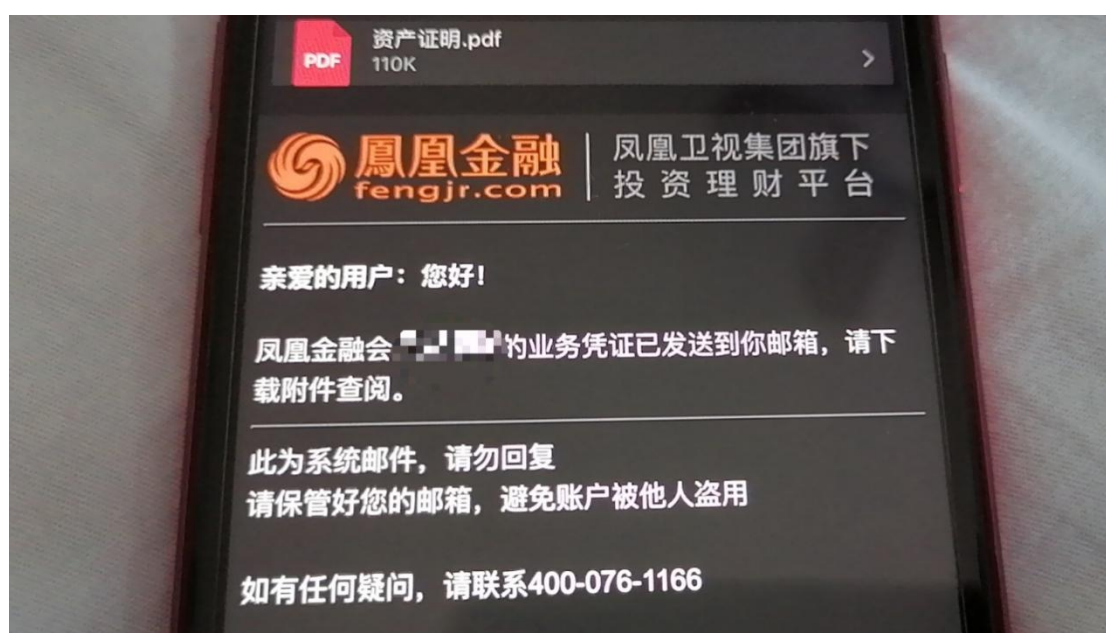 资产证明.pdf
PDF
110K
鳳凰金融
fengjr.com
凤凰卫视集团旗下
投资理财平台
亲爱的用户：您好！
凤凰金融会的业务凭证已发送到你邮箱，请下
载附件查阅。
此为系统邮件，请勿回复
请保管好您的邮箱，避免账户被他人盗用
如有任何疑问，请联系400-076-1166